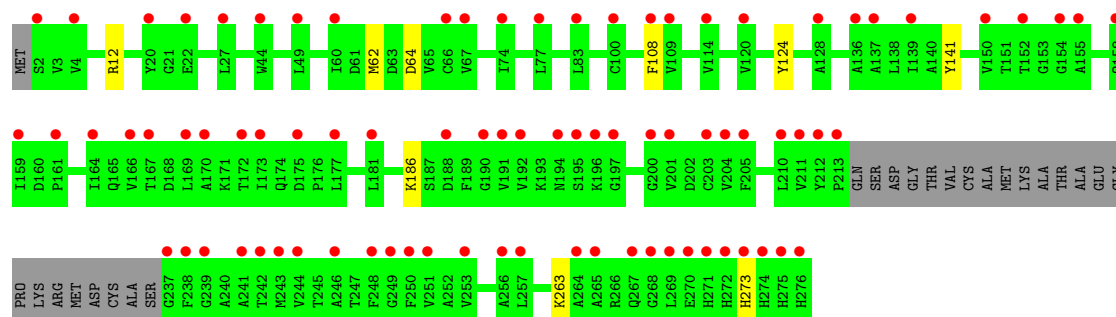 MET S2 V3 V4 R12 Y20 G21 E22 L27 W44 L49 I60 D61 M62 D63 D64 V65 C66 V67 I74 L77 L83 C100 F108 V109 V114 V120 Y124 A128 A136 A137 L138 I139 A140 Y141 V150 T151 T152 G153 G154 A155
I159 D160 P161 I164 Q165 V166 T167 D168 L169 A170 K171 T172 I173 Q174 D175 P176 L177 L181 K186 S187 D188 F189 G190 V191 V192 K193 N194 S195 K196 G197 G200 V201 D202 C203 V204 F205 L210 V211 Y212 P213 GLN SER ASP GLY THR VAL CYS ALA MET LYS ALA THR ALA GLU
PRO LYS ARG MET ASP CYS ALA SER G237 F238 G239 A240 A241 T242 M243 V244 T245 A246 T247 F248 G249 F250 V251 A252 V253 A256 L257 K263 A264 A265 R266 Q267 G268 L269 E270 H271 H272 H273 H274 H275 H276